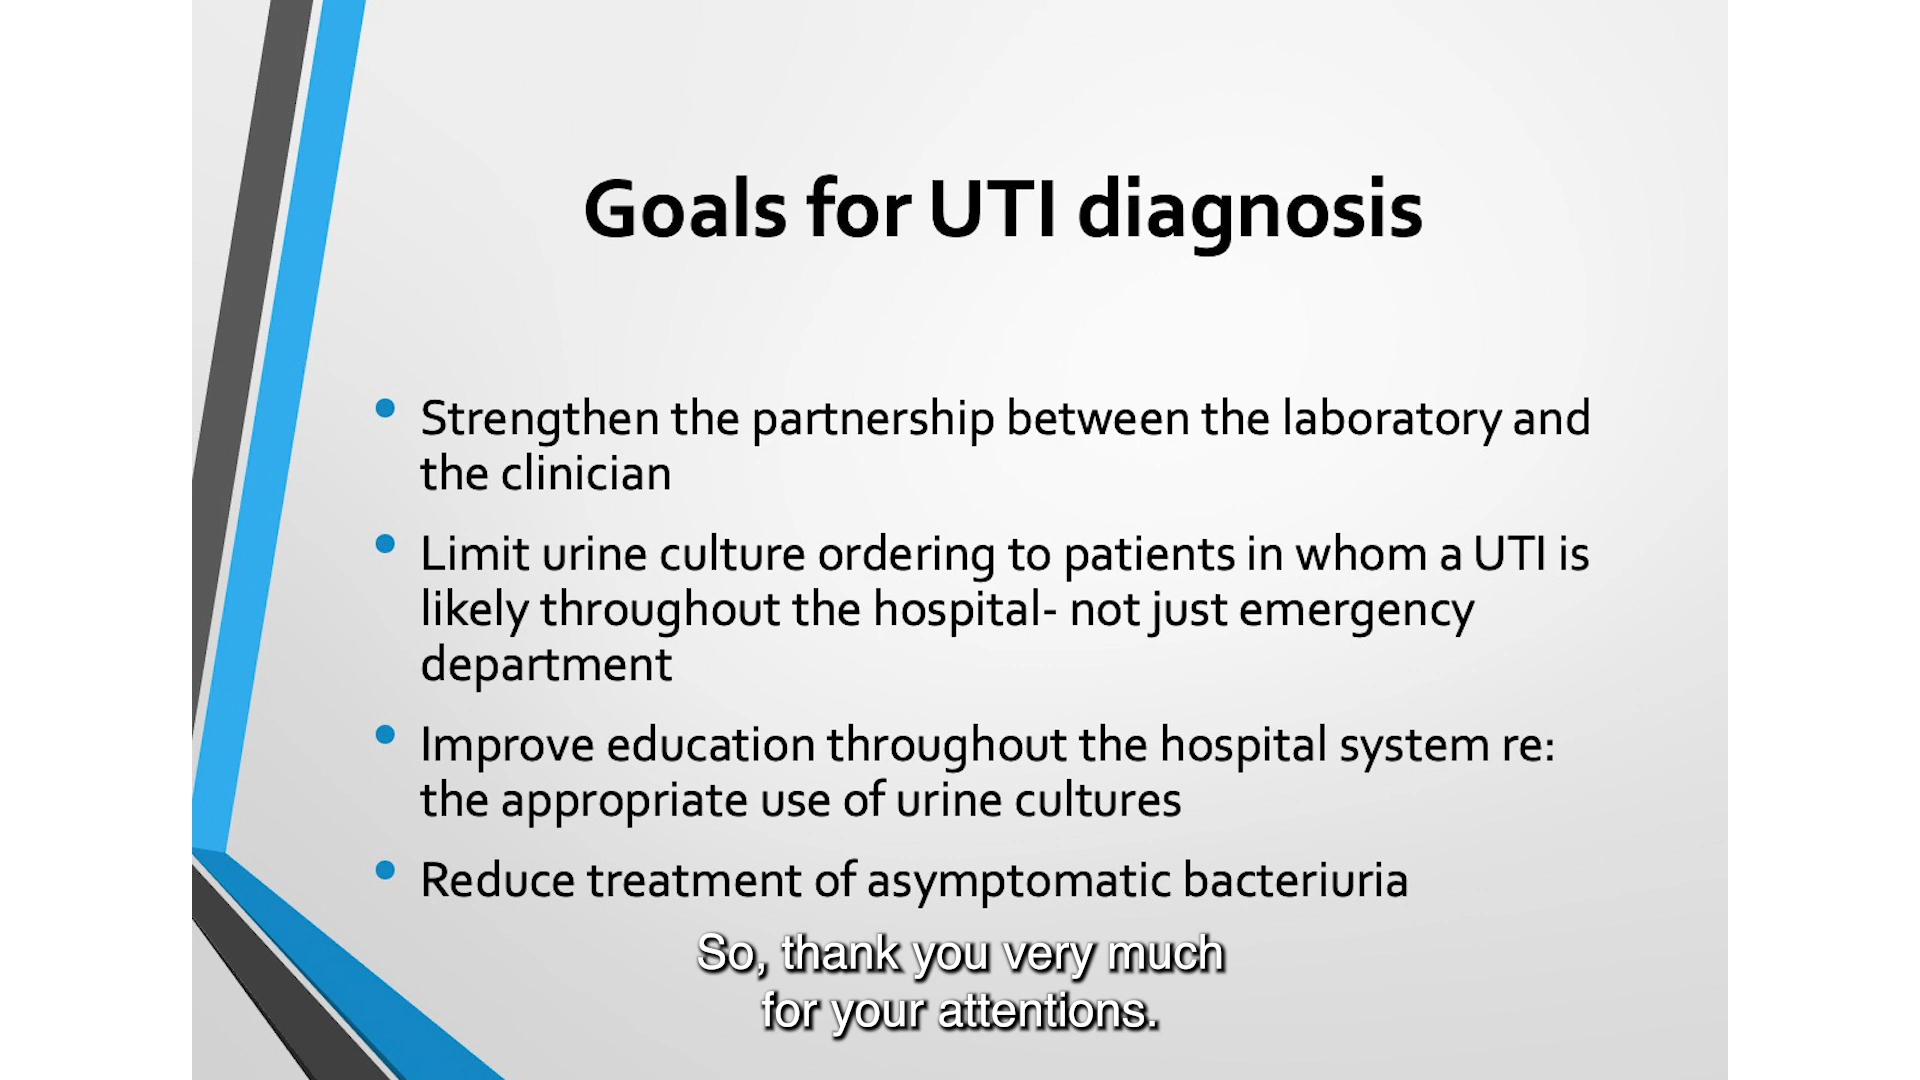 Goals for UTI diagnosis
• Strengthen the partnership between the laboratory and
the clinician
• Limit urine culture ordering to patients in whom a UTI is
likely throughout the hospital- not just emergency
department
• Improve education throughout the hospital system re:
the appropriate use of urine cultures
• Reduce treatment of asymptomatic bacteriuria
So, thank you very much
for your attentions.